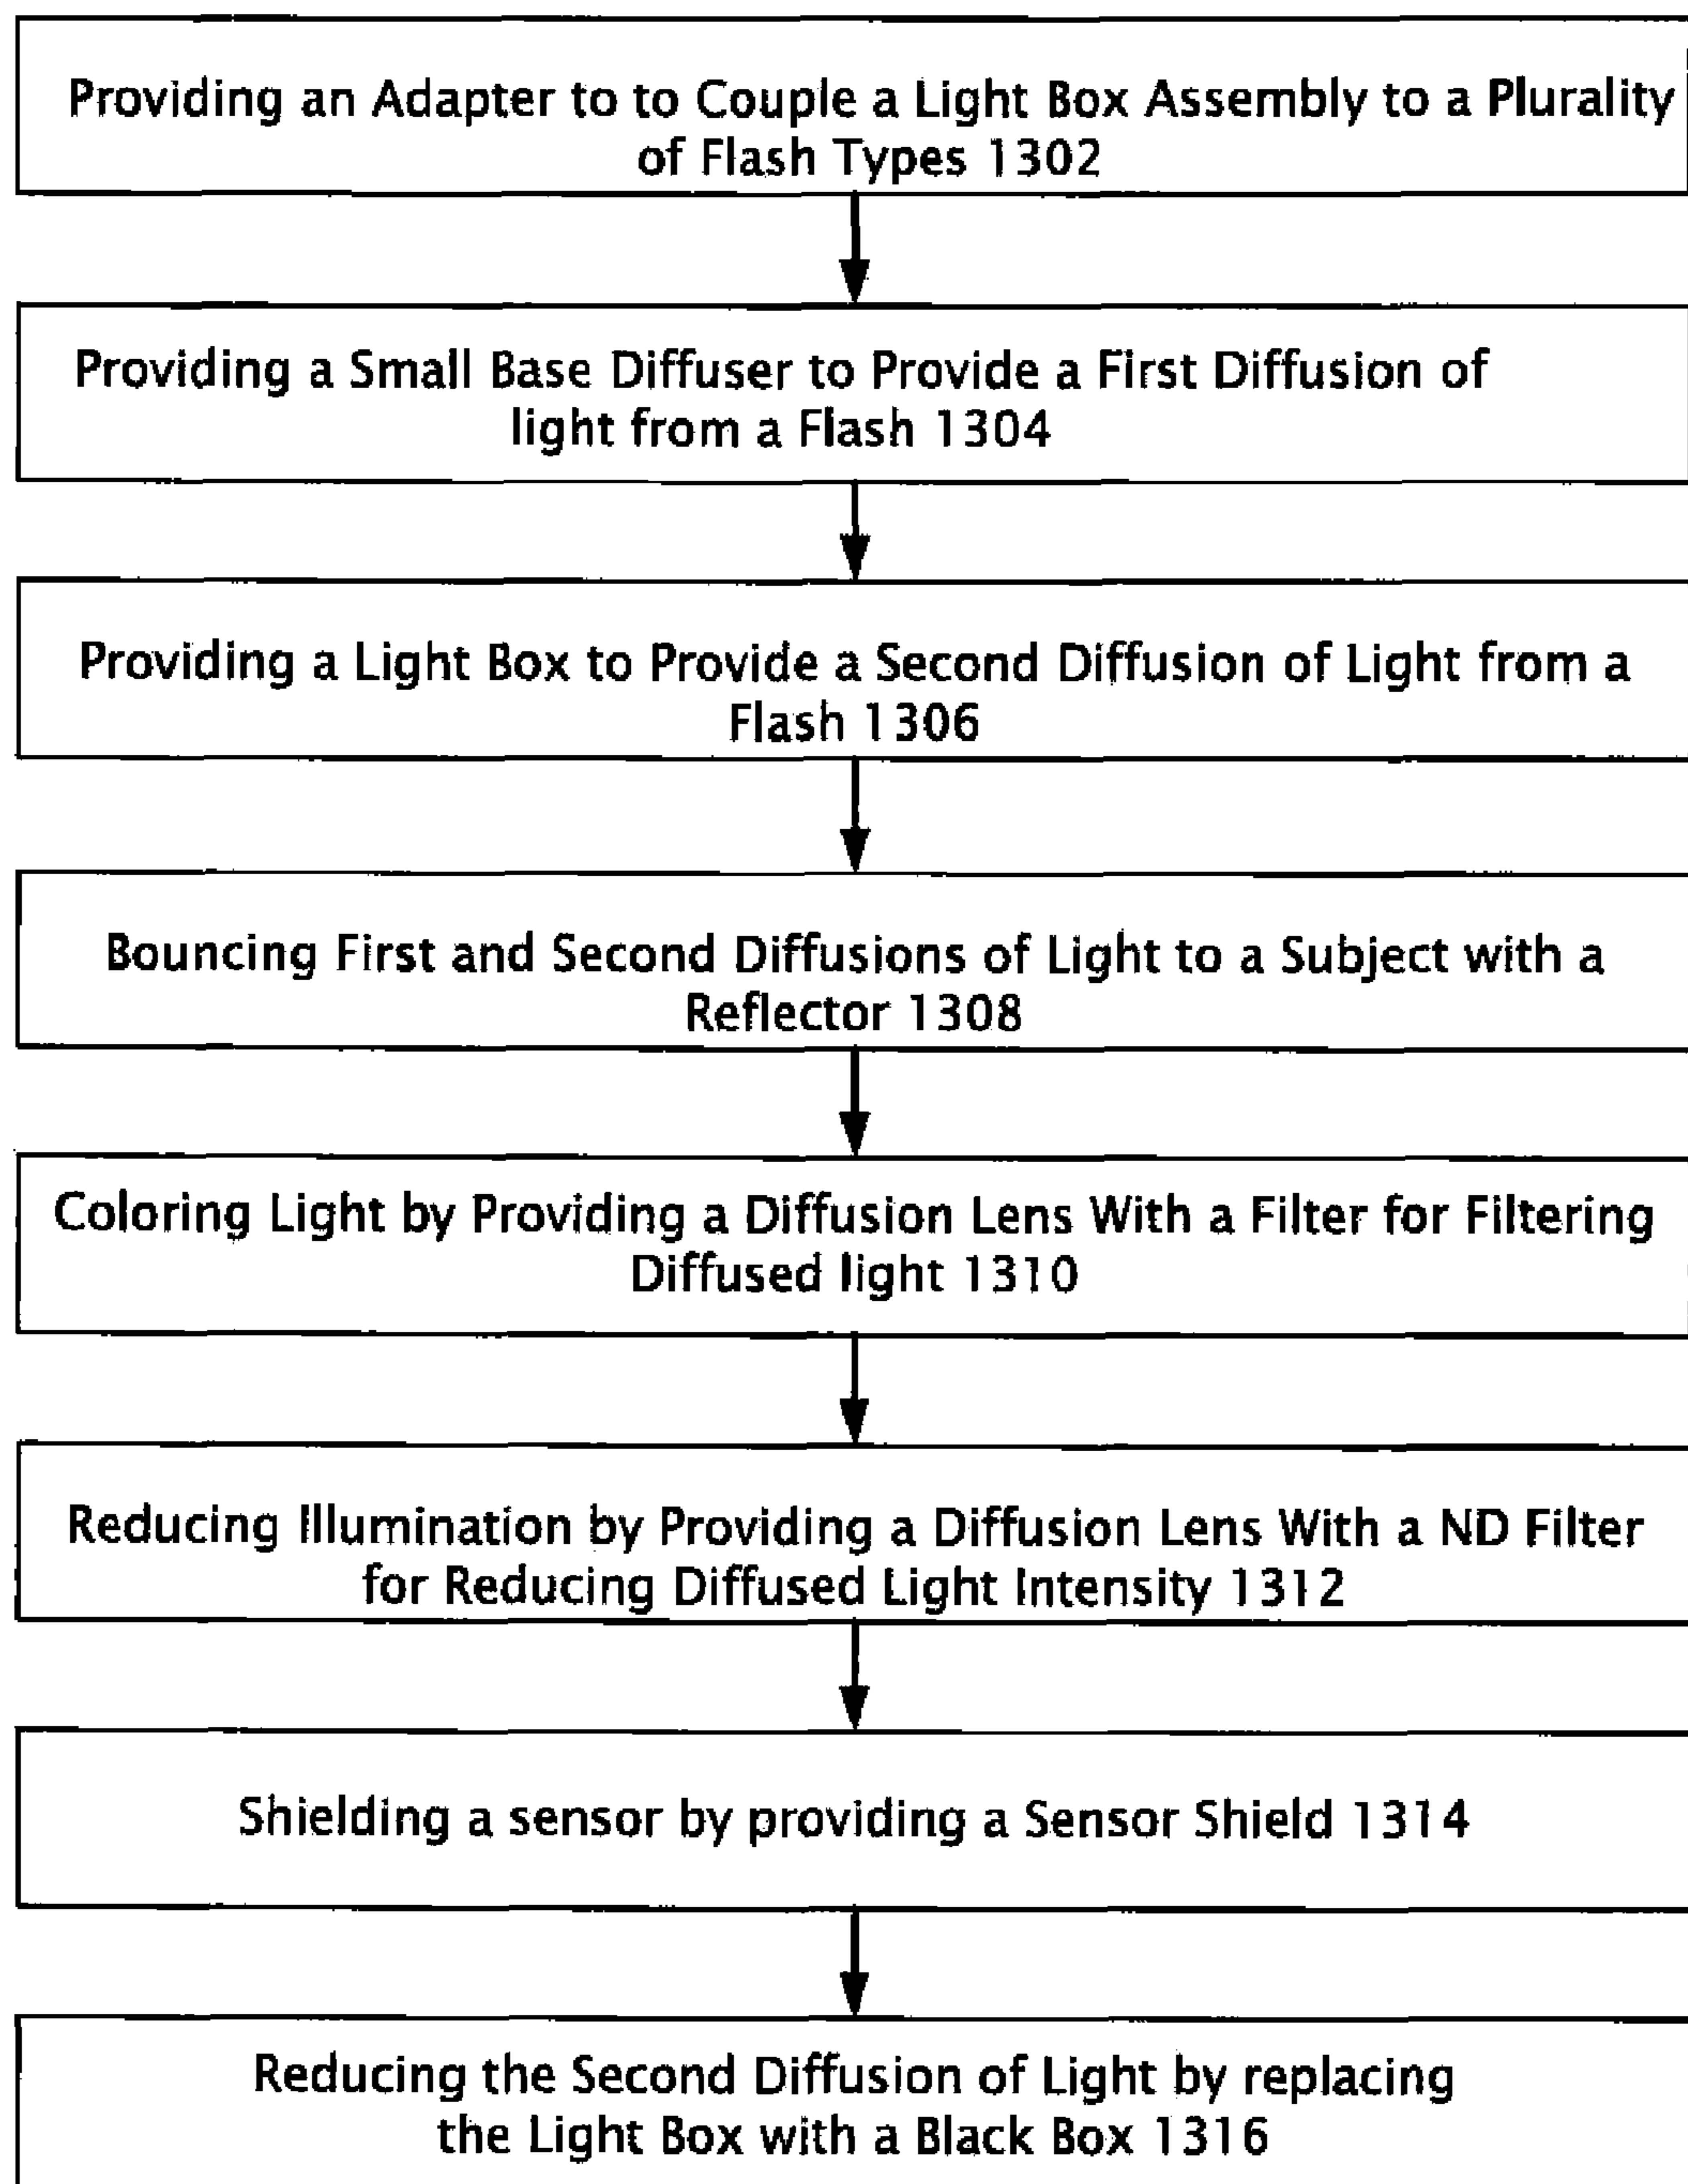 Providing an Adapter to to Couple a Light Box Assembly to a Plurality
of Flash Types 1302
Providing a Small Base Diffuser to Provide a First Diffusion of
light from a Flash 1304
Providing a Light Box to Provide a Second Diffusion of Light from a
Flash 1306
Bouncing First and Second Diffusions of Light to a Subject with a
Reflector 1308
Coloring Light by Providing a Diffusion Lens With a Filter for Filtering
Diffused light 1310
Reducing Illumination by Providing a Diffusion Lens With a ND Filter
for Reducing Diffused Light Intensity 1312
Shielding a sensor by providing a Sensor Shield 1314
Reducing the Second Diffusion of Light by replacing
the Light Box with a Black Box 1316